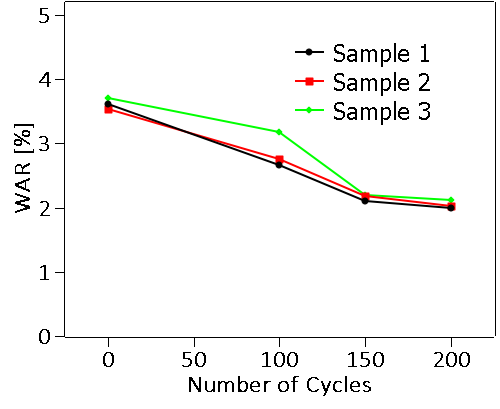 5
4
3
2
1
0
WAR [%]
Sample 1
Sample 2
Sample 3
0 50 100 150 200
Number of Cycles